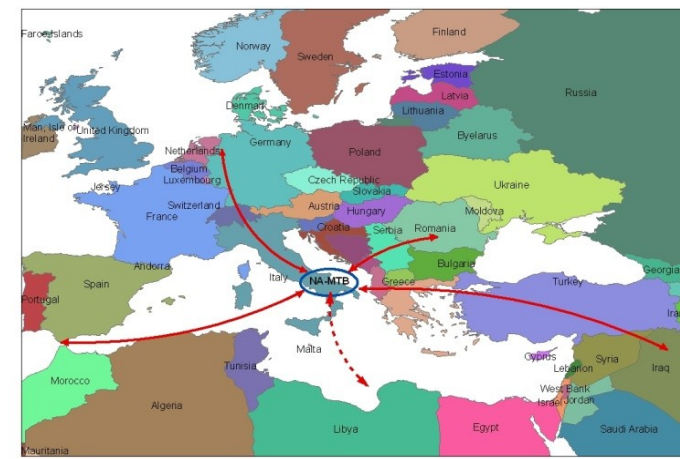 Faroe Islands
Norway
Sweden
Finland
Estonia
Latvia
Lithuania
Russia
Denmark
Man, Isle of
Ireland
United Kingdom
Netherlands
Germany
Poland
Byelarus
Belgium
Luxembourg
Czech Republic
Slovakia
Ukraine
Jersey
France
Switzerland
Austria
Hungary
Moldova
Croatia
Romania
Serbia
Andorra
Italy
NA-MTB
Bulgaria
Greece
Georgia
Portugal
Spain
Turkey
Malta
Cyprus
Lebanon
Syria
Iraq
Morocco
Algeria
Tunisia
West Bank
Israel
Jordan
Libya
Egypt
Saudi Arabia
Mauritania